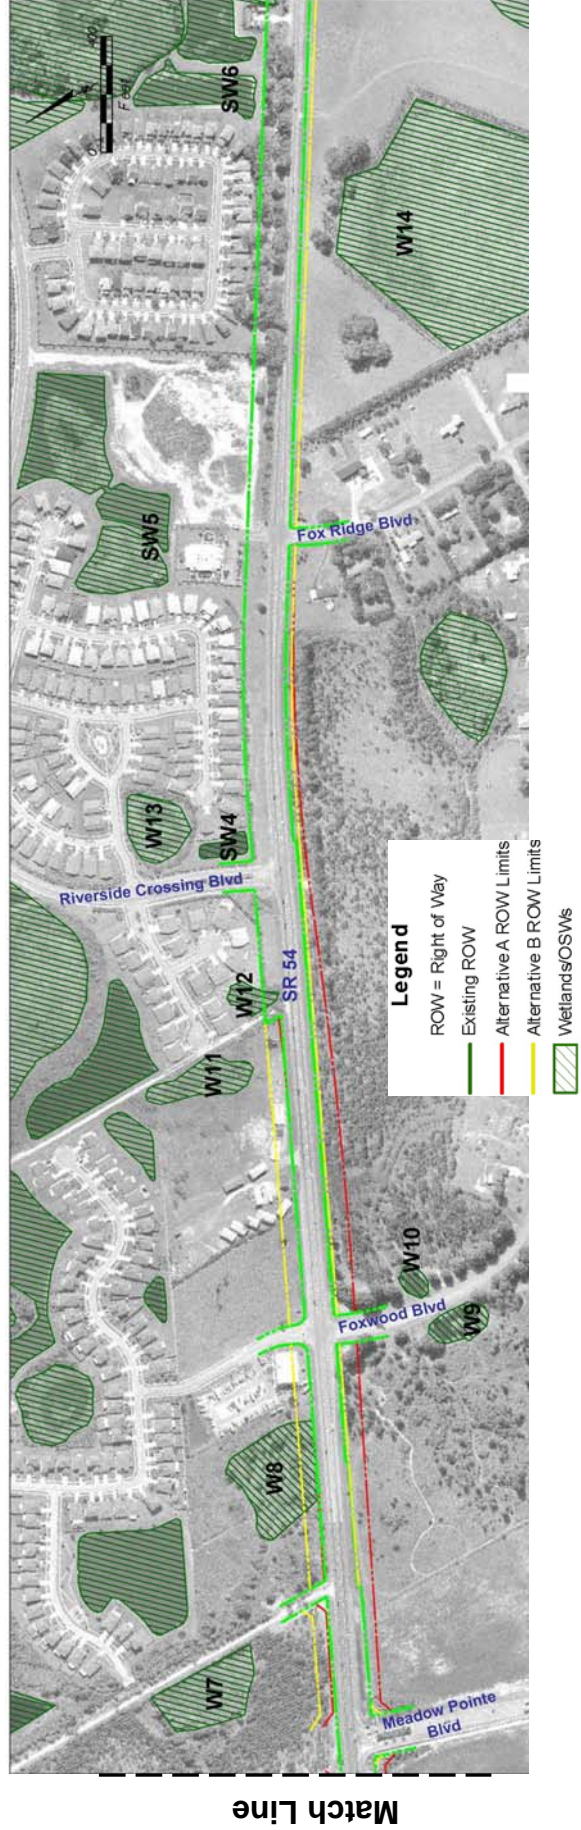 400
Feet
0
SW6
W14
SW5
Fox Ridge Blvd
W13
SW4
Riverside Crossing Blvd
W12
SR 54
W11
Legend
ROW = Right of Way
Existing ROW
Alternative A ROW Limits
Alternative B ROW Limits
Wetlands/OSWs
W10
Foxwood Blvd
W9
W8
W7
Meadow Pointe
Blvd
Match Line